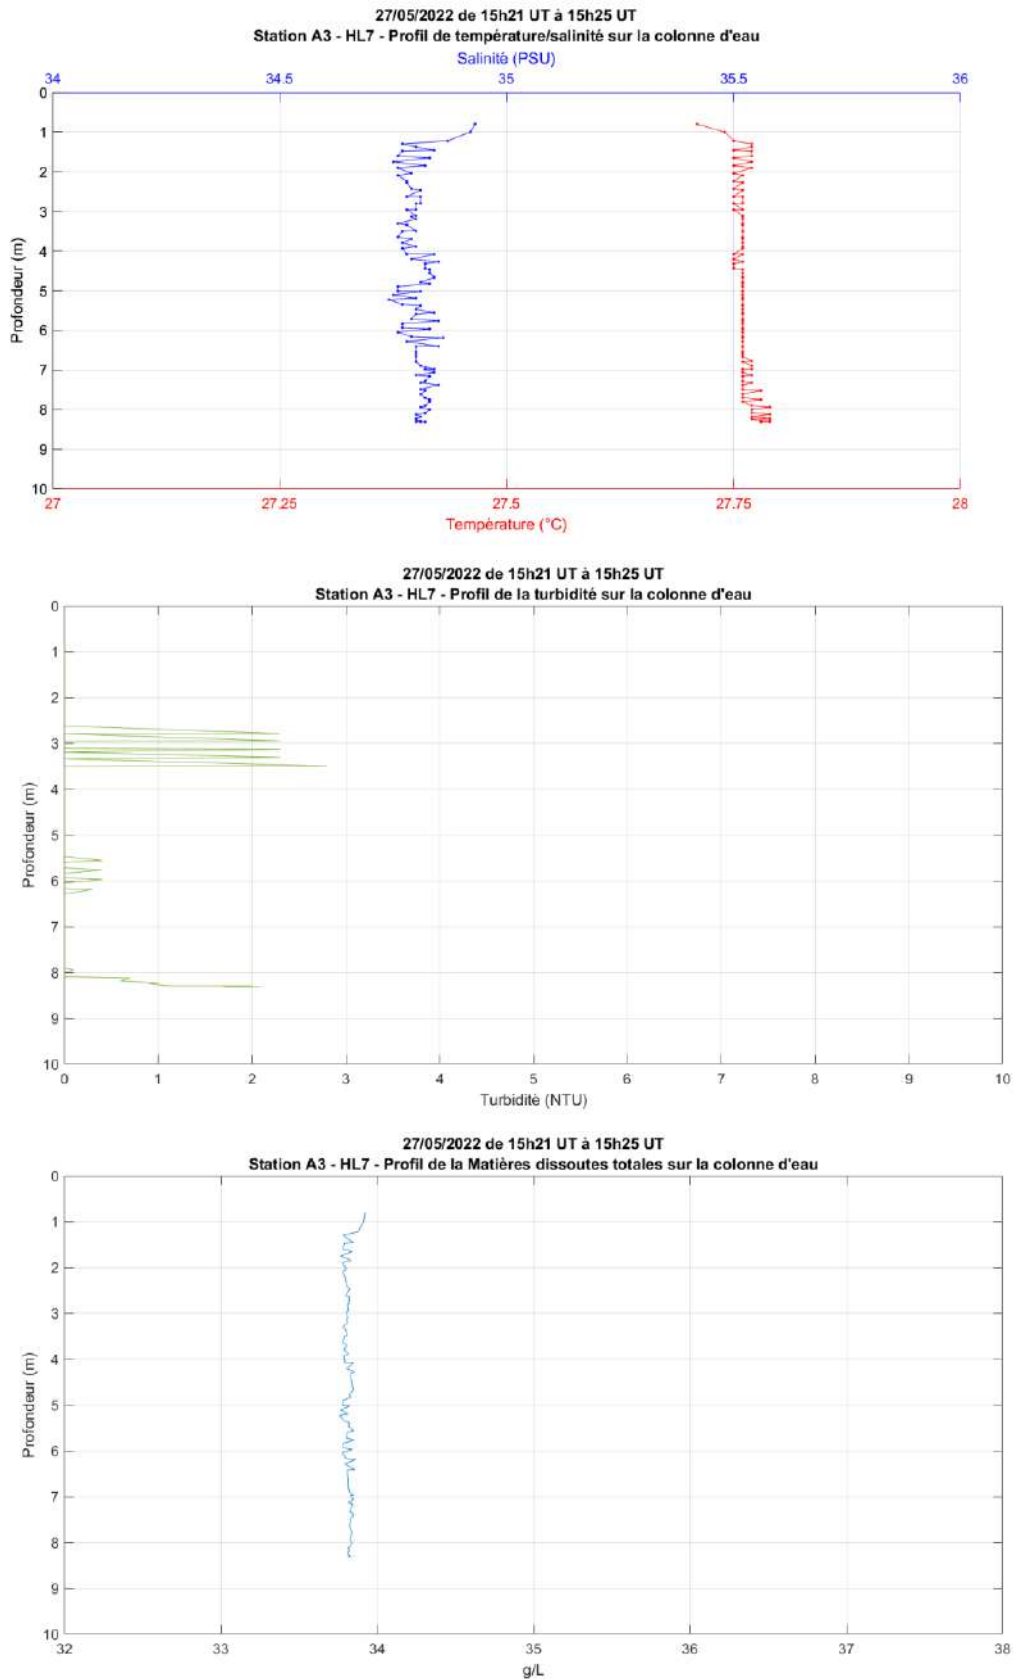 27/05/2022 de 15h21 UT à 15h25 UT
Station A3 - HL7 - Profil de température/salinité sur la colonne d'eau
Salinité (PSU)
34 34.5 35 35.5 36
0
1
2
3
4
5
6
7
8
9
10
Profondeur (m)
27 27.25 27.5 27.75 28
Température (°C)
27/05/2022 de 15h21 UT à 15h25 UT
Station A3 - HL7 - Profil de la turbidité sur la colonne d'eau
0
1
2
3
4
5
6
7
8
9
10
Profondeur (m)
0 1 2 3 4 5 6 7 8 9 10
Turbidité (NTU)
27/05/2022 de 15h21 UT à 15h25 UT
Station A3 - HL7 - Profil de la Matières dissoutes totales sur la colonne d'eau
0
1
2
3
4
5
6
7
8
9
10
Profondeur (m)
32 33 34 35 36 37 38
g/L